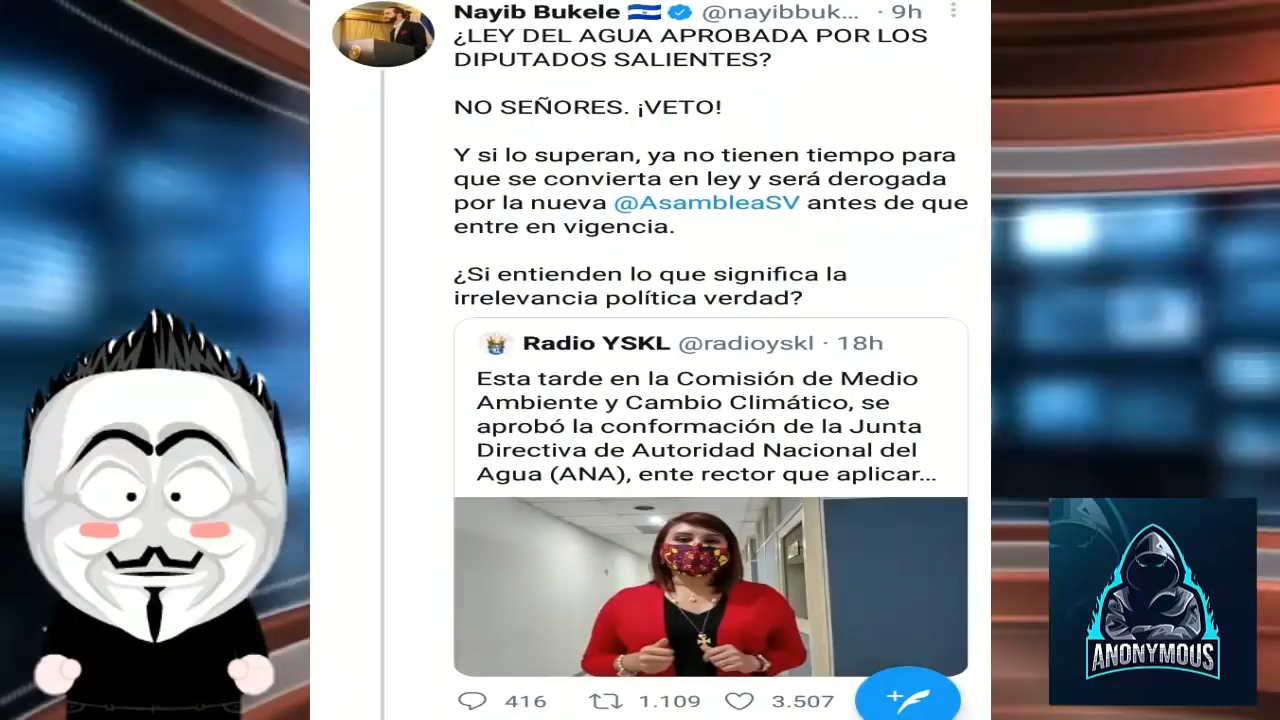 Nayib Bukele @nayibbuk... · 9h
¿LEY DEL AGUA APROBADA POR LOS
DIPUTADOS SALIENTES?
NO SEÑORES. ¡VETO!
Y si lo superan, ya no tienen tiempo para
que se convierta en ley y será derogada
por la nueva @AsambleaSV antes de que
entre en vigencia.
¿Si entienden lo que significa la
irrelevancia política verdad?
Radio YSKL @radioyskl · 18h
Esta tarde en la Comisión de Medio
Ambiente y Cambio Climático, se
aprobó la conformación de la Junta
Directiva de Autoridad Nacional del
Agua (ANA), ente rector que aplicar...
416 1.109 3.507
ANONYMOUS